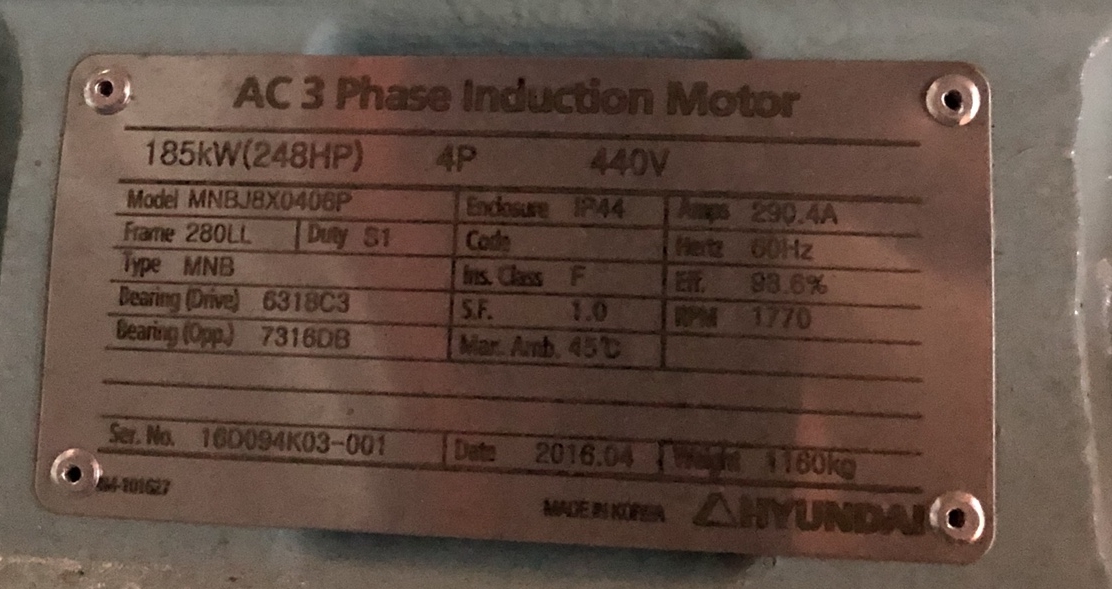 AC 3 Phase Induction Motor
185kW(248HP) 4P 440V
Model MNBJ8X0406P Enclosure IP44 Amps 290.4A
Frame 280LL Duty S1 Code Hertz 60Hz
Type MNB Ins. Class F Eff. 93.6%
Bearing (Drive) 6318C3 S.F. 1.0 RPM 1770
Bearing (Opp.) 7316DB Mar. Amb. 45℃
Ser. No. 16D094K03-001 Date 2016.04 Weight 1160kg
MADE IN KOREA HYUNDAI